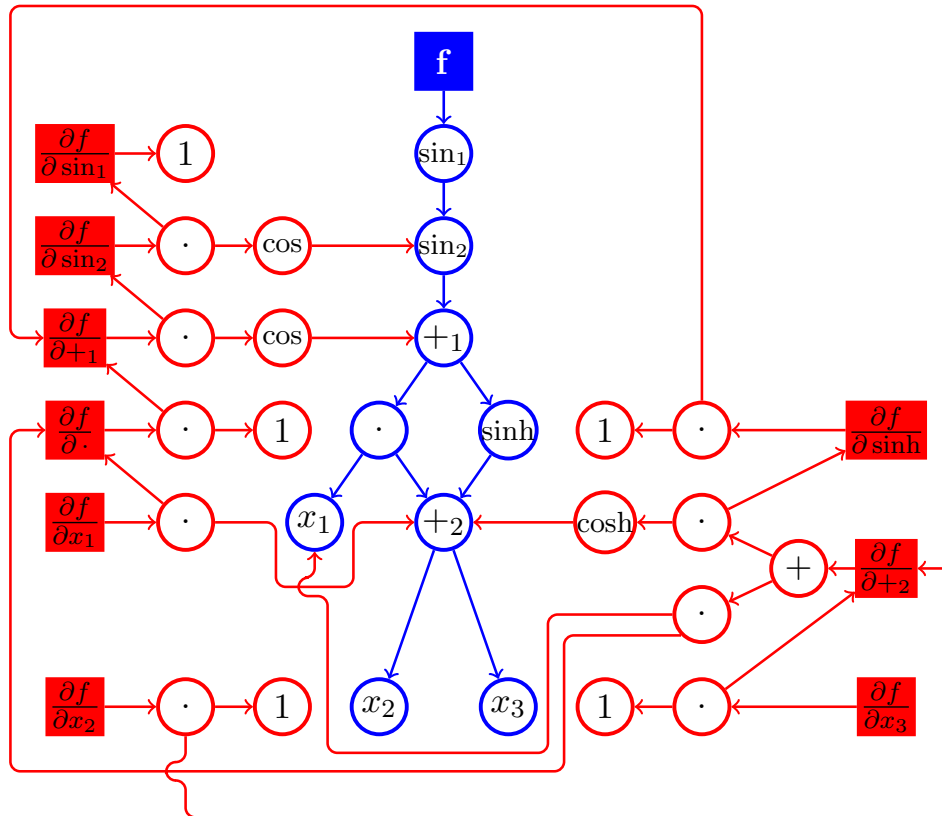 f
∂f/∂sin₁ 1 sin₁
∂f/∂sin₂ · cos sin₂
∂f/∂+₁ · cos +₁
∂f/∂· · 1 · sinh 1 · ∂f/∂sinh
∂f/∂x₁ · x₁ +₂ cosh ·
+ ∂f/∂+₂
·
∂f/∂x₂ · 1 x₂ x₃ 1 · ∂f/∂x₃